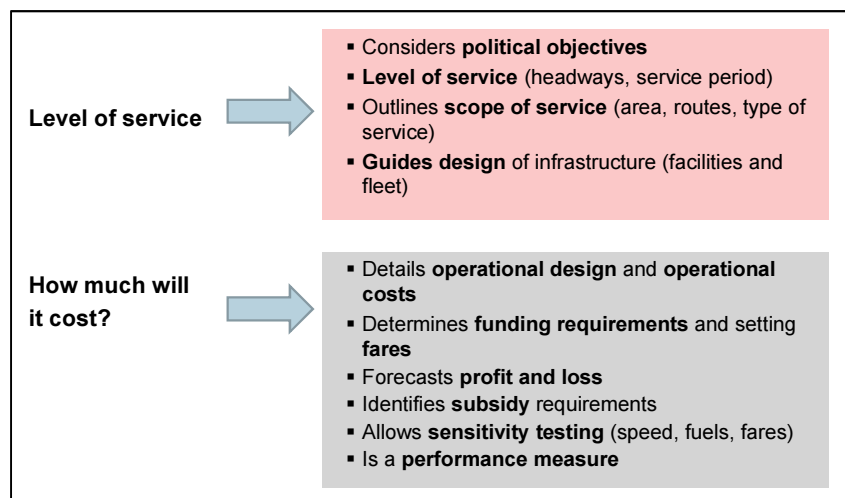 Level of service
▪ Considers political objectives
▪ Level of service (headways, service period)
▪ Outlines scope of service (area, routes, type of
service)
▪ Guides design of infrastructure (facilities and
fleet)
How much will
it cost?
▪ Details operational design and operational
costs
▪ Determines funding requirements and setting
fares
▪ Forecasts profit and loss
▪ Identifies subsidy requirements
▪ Allows sensitivity testing (speed, fuels, fares)
▪ Is a performance measure